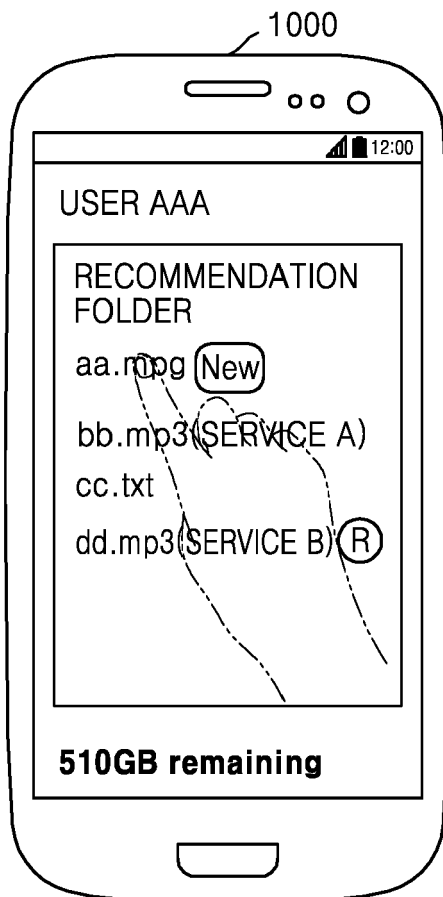 1000
12:00
USER AAA
RECOMMENDATION
FOLDER
aa.mpg New
bb.mp3(SERVICE A)
cc.txt
dd.mp3(SERVICE B) R
510GB remaining